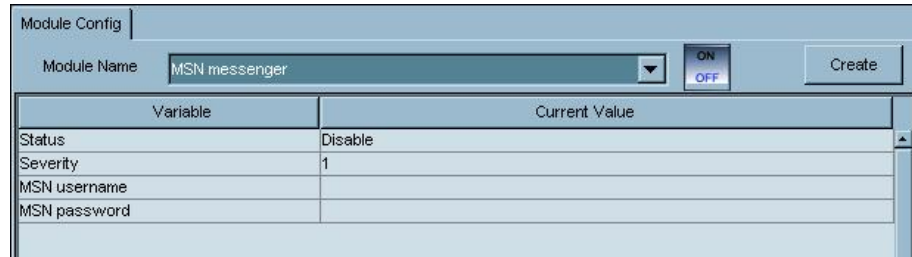 Module Config
Module Name MSN messenger ON OFF Create
Variable Current Value
Status Disable
Severity 1
MSN username
MSN password